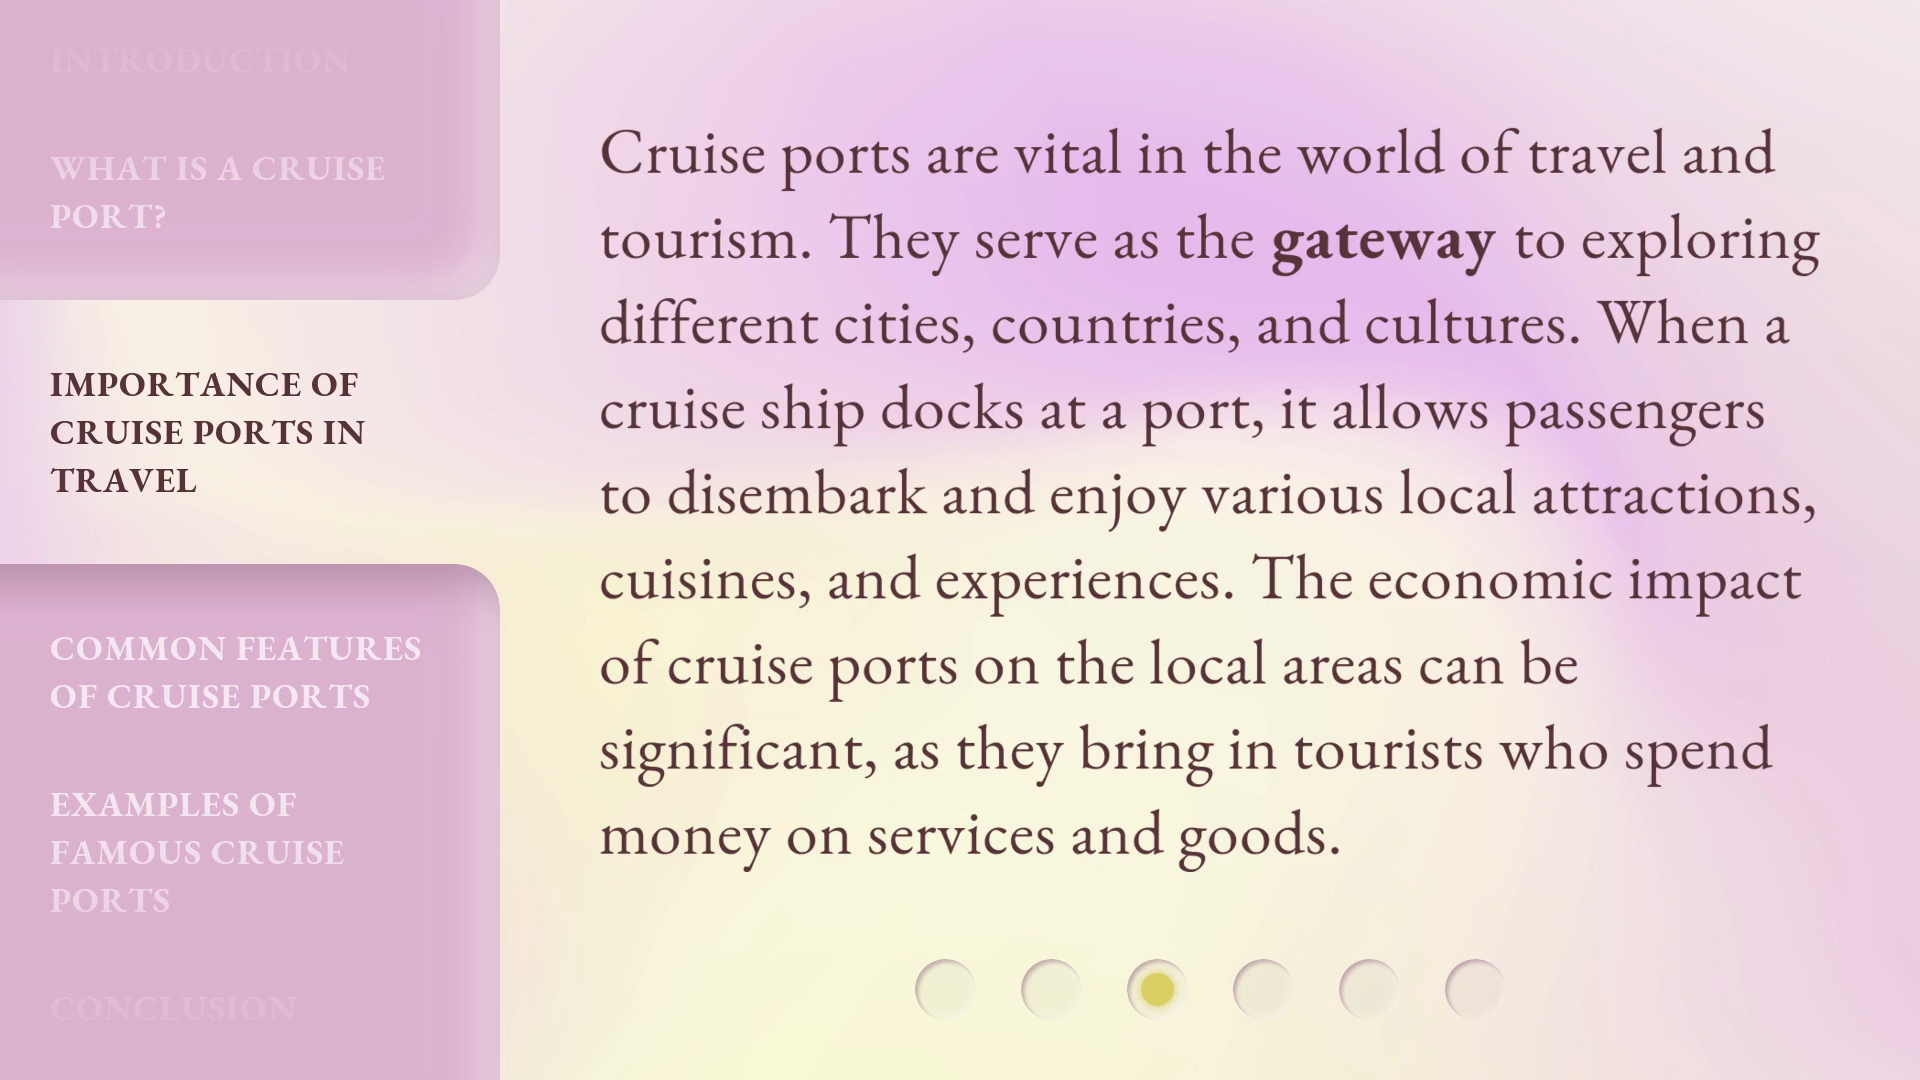 INTRODUCTION
WHAT IS A CRUISE
PORT?
IMPORTANCE OF
CRUISE PORTS IN
TRAVEL
COMMON FEATURES
OF CRUISE PORTS
EXAMPLES OF
FAMOUS CRUISE
PORTS
CONCLUSION
Cruise ports are vital in the world of travel and
tourism. They serve as the gateway to exploring
different cities, countries, and cultures. When a
cruise ship docks at a port, it allows passengers
to disembark and enjoy various local attractions,
cuisines, and experiences. The economic impact
of cruise ports on the local areas can be
significant, as they bring in tourists who spend
money on services and goods.